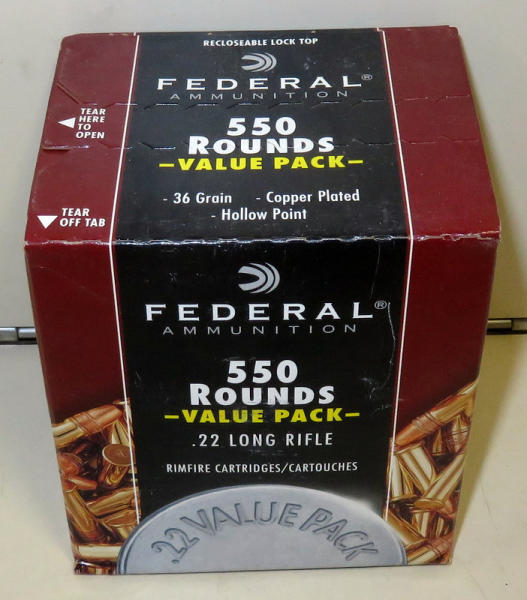 RECLOSEABLE LOCK TOP
FEDERAL®
AMMUNITION
TEAR
HERE
TO
OPEN
550
ROUNDS
–VALUE PACK–
- 36 Grain - Copper Plated
- Hollow Point
TEAR
OFF TAB
FEDERAL®
AMMUNITION
550
ROUNDS
–VALUE PACK–
.22 LONG RIFLE
RIMFIRE CARTRIDGES/CARTOUCHES
.22 VALUE PACK